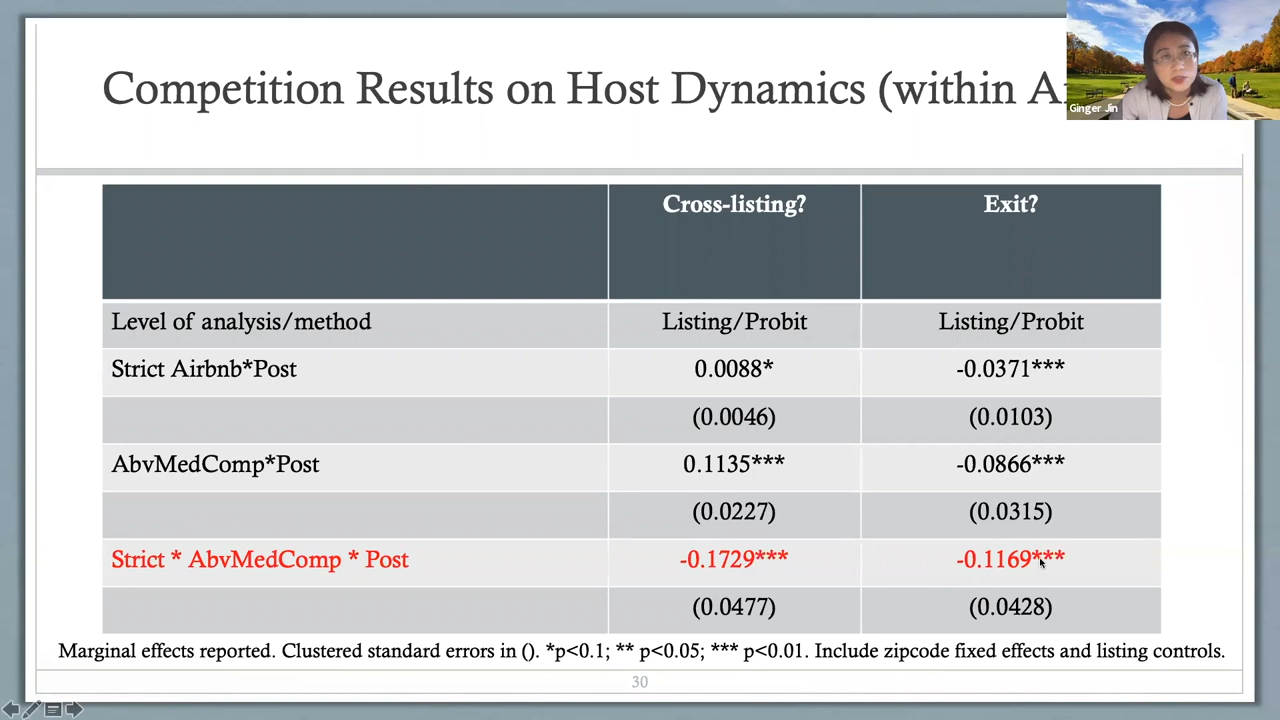 Competition Results on Host Dynamics (within
Ginger Jin
Cross-listing? Exit?
Level of analysis/method Listing/Probit Listing/Probit
Strict Airbnb*Post 0.0088* -0.0371***
(0.0046) (0.0103)
AbvMedComp*Post 0.1135*** -0.0866***
(0.0227) (0.0315)
Strict * AbvMedComp * Post -0.1729*** -0.1169***
(0.0477) (0.0428)
Marginal effects reported. Clustered standard errors in (). *p<0.1; ** p<0.05; *** p<0.01. Include zipcode fixed effects and listing controls.
30